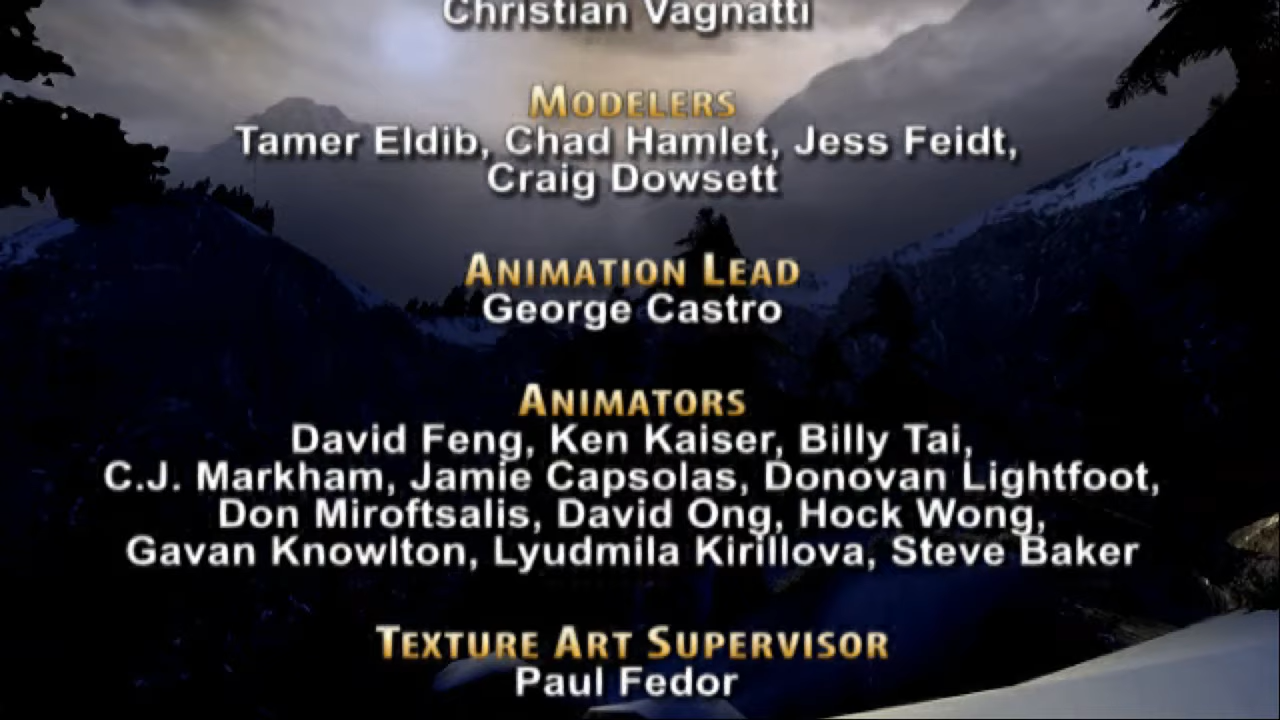 Christian Vagnatti
MODELERS
Tamer Eldib, Chad Hamlet, Jess Feidt,
Craig Dowsett
ANIMATION LEAD
George Castro
ANIMATORS
David Feng, Ken Kaiser, Billy Tai,
C.J. Markham, Jamie Capsolas, Donovan Lightfoot,
Don Miroftsalis, David Ong, Hock Wong,
Gavan Knowlton, Lyudmila Kirillova, Steve Baker
TEXTURE ART SUPERVISOR
Paul Fedor